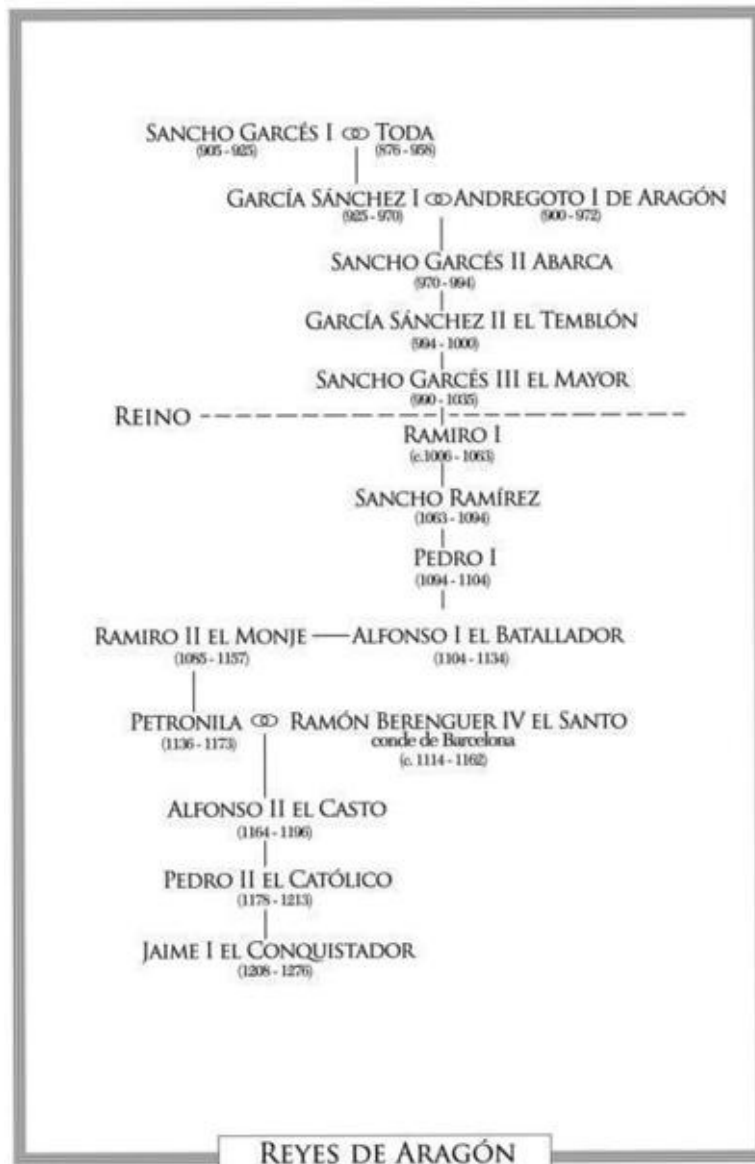 SANCHO GARCÉS I TODA
(905 - 925) (876 - 958)
GARCÍA SÁNCHEZ I ANDREGOTO I DE ARAGÓN
(925 - 970) (900 - 972)
SANCHO GARCÉS II ABARCA
(970 - 994)
GARCÍA SÁNCHEZ II EL TEMBLÓN
(994 - 1000)
SANCHO GARCÉS III EL MAYOR
(990 - 1035)
REINO
RAMIRO I
(c.1006 - 1063)
SANCHO RAMÍREZ
(1063 - 1094)
PEDRO I
(1094 - 1104)
RAMIRO II EL MONJE ALFONSO I EL BATALLADOR
(1085 - 1157) (1104 - 1134)
PETRONILA RAMÓN BERENGUER IV EL SANTO
(1136 - 1173) conde de Barcelona
(c. 1114 - 1162)
ALFONSO II EL CASTO
(1164 - 1196)
PEDRO II EL CATÓLICO
(1178 - 1213)
JAIME I EL CONQUISTADOR
(1208 - 1276)
REYES DE ARAGÓN